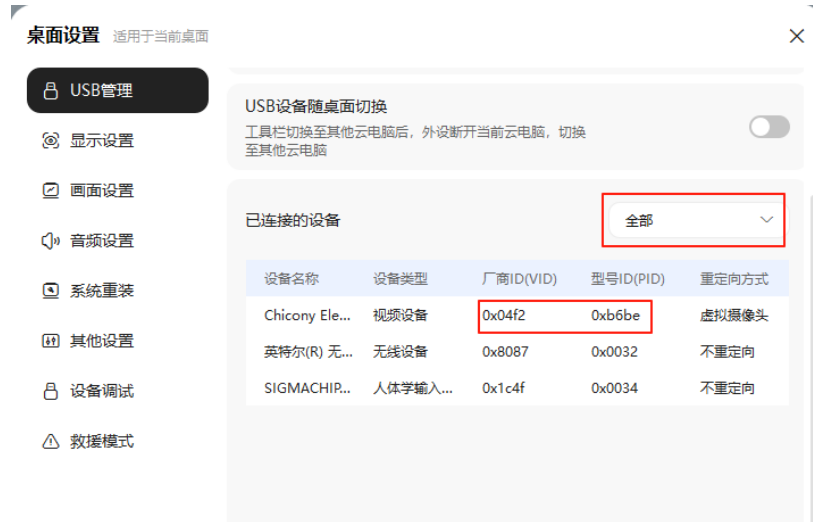 桌面设置 适用于当前桌面
USB管理
显示设置
画面设置
音频设置
系统重装
其他设置
设备调试
救援模式
USB设备随桌面切换
工具栏切换至其他云电脑后，外设断开当前云电脑，切换
至其他云电脑
已连接的设备 全部
设备名称 设备类型 厂商ID(VID) 型号ID(PID) 重定向方式
Chicony Ele... 视频设备 0x04f2 0xb6be 虚拟摄像头
英特尔(R) 无... 无线设备 0x8087 0x0032 不重定向
SIGMACHIP... 人体学输入... 0x1c4f 0x0034 不重定向